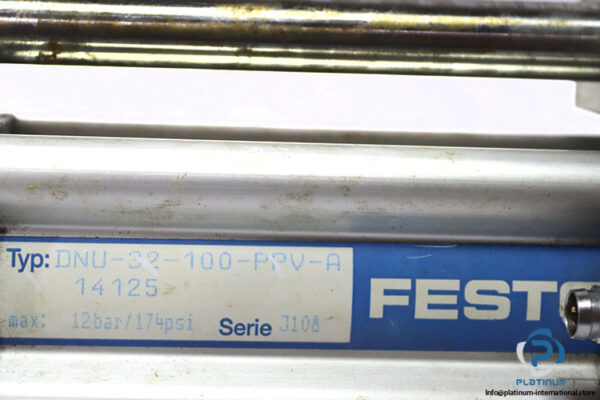 Typ: DNU-32-100-PPV-A
14125
max: 12bar/174psi Serie J108
FESTO
PLATINUM
Info@platinum-international.store